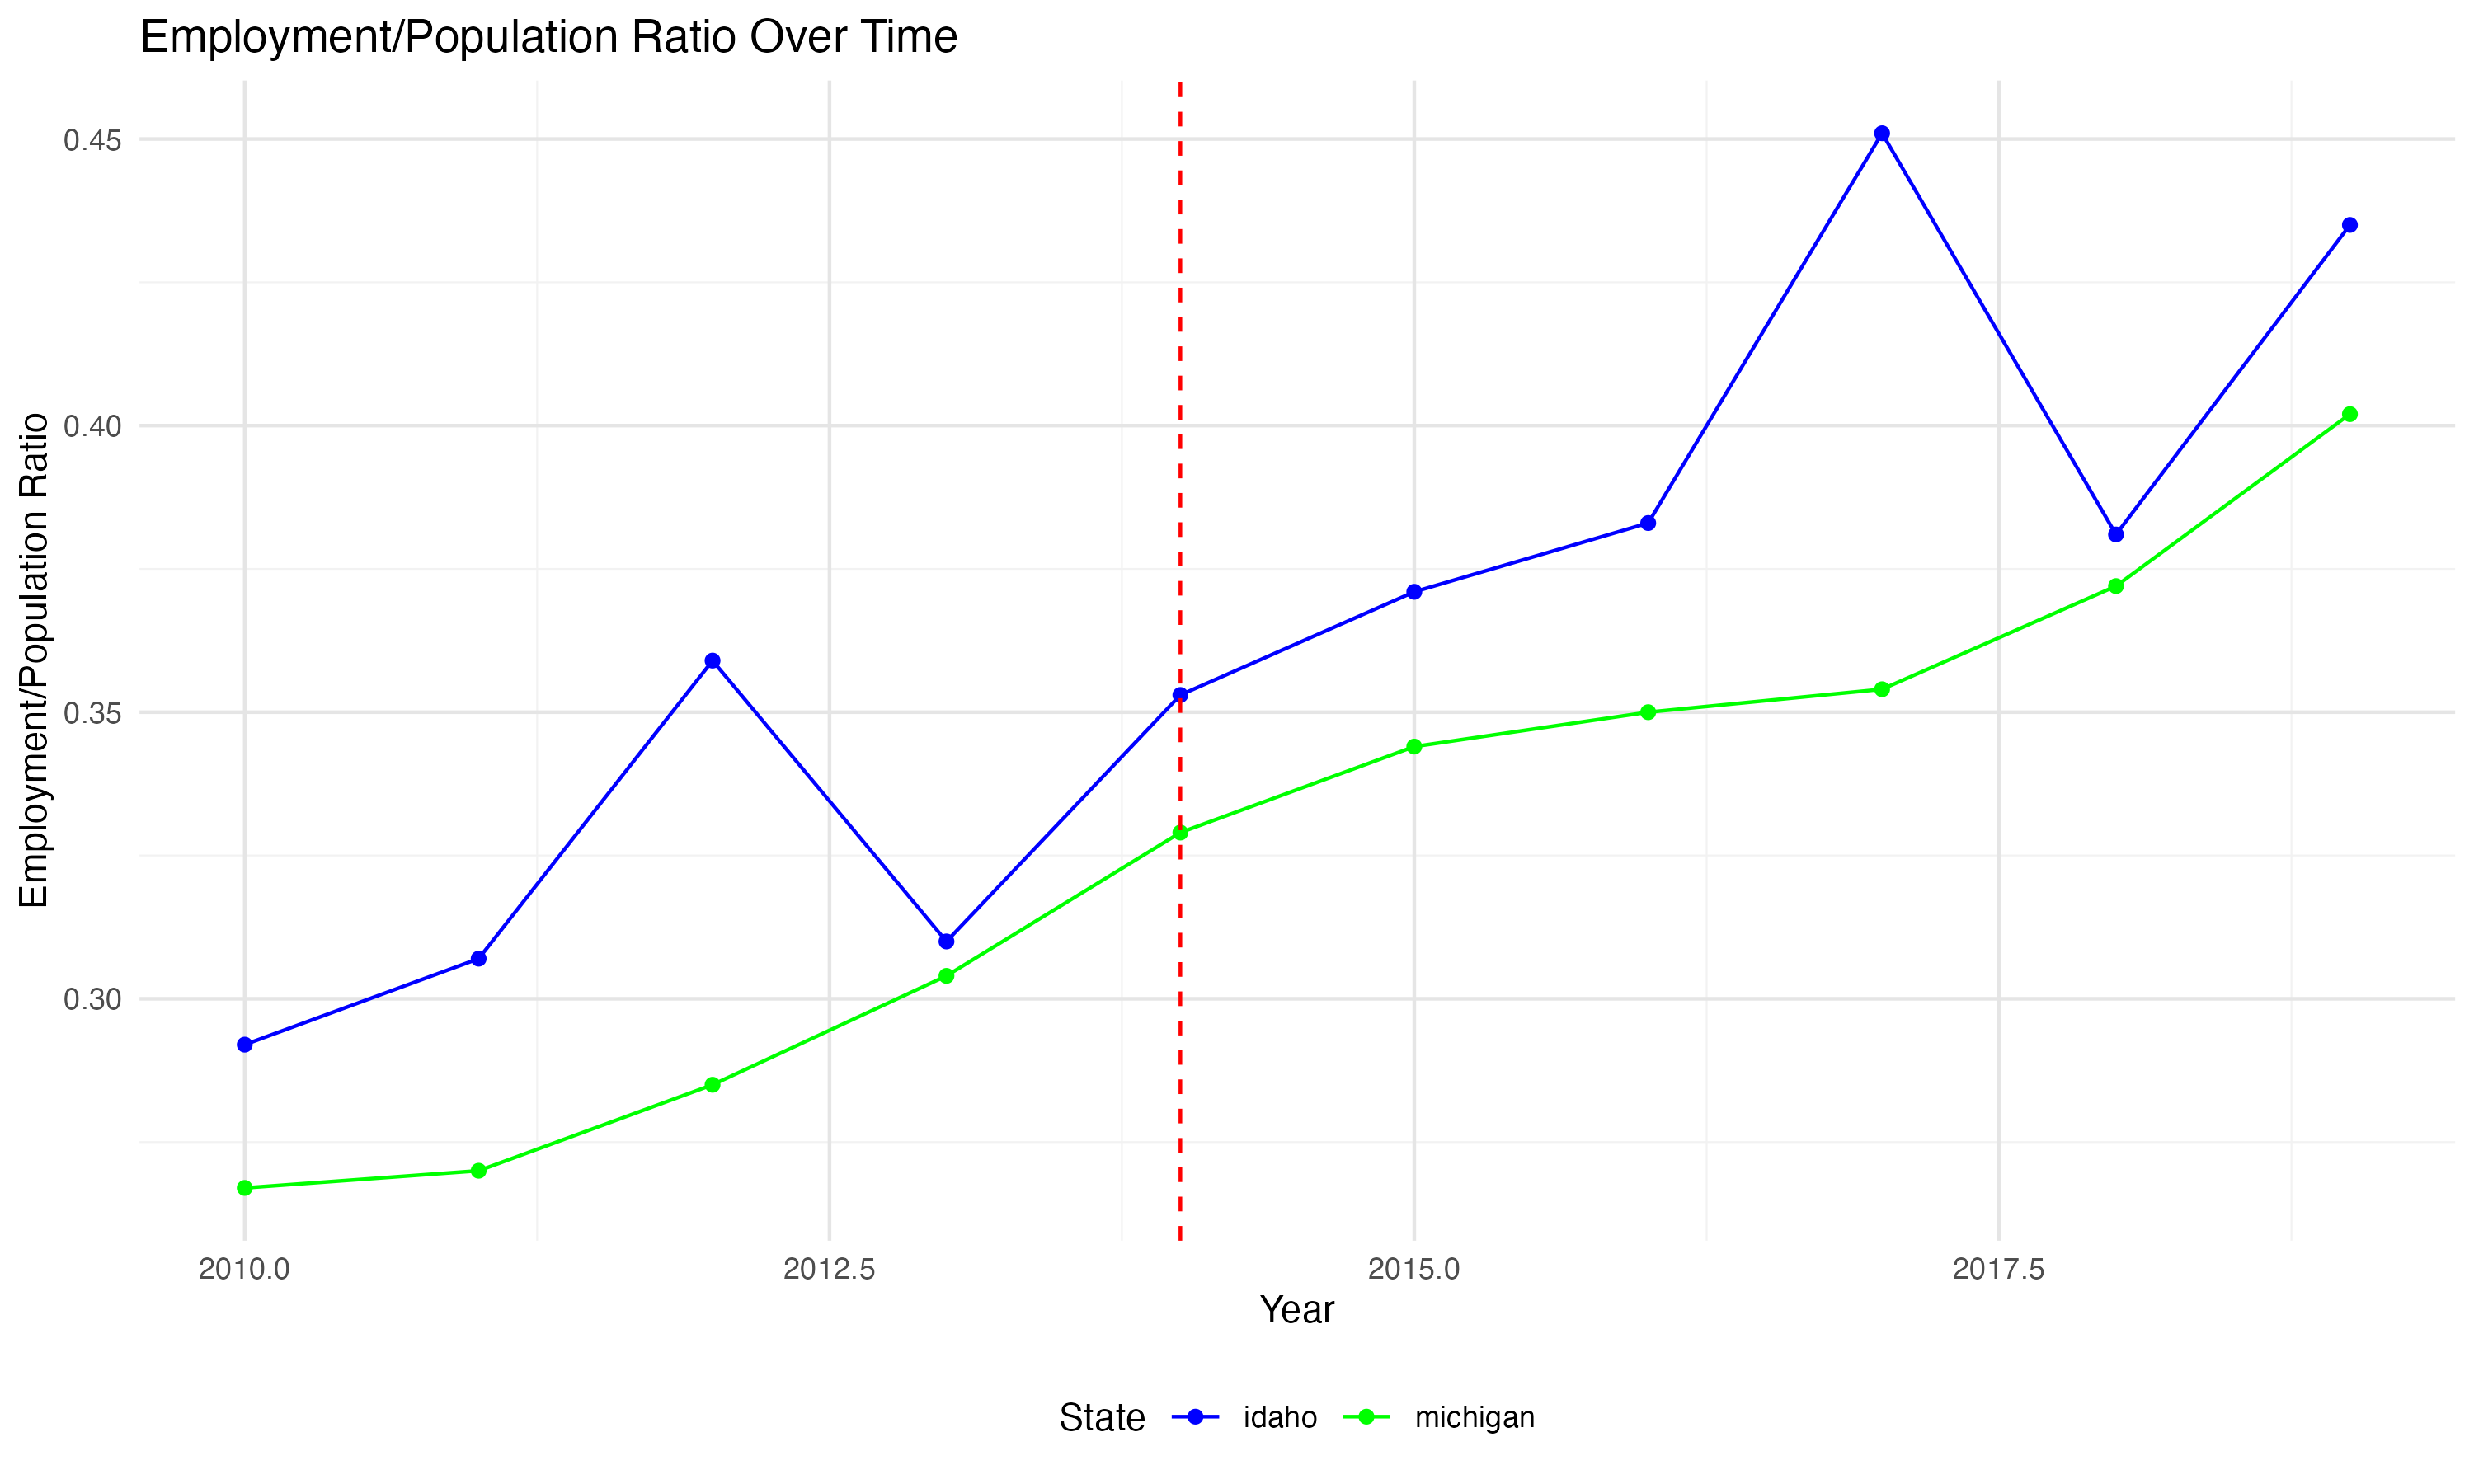 Employment/Population Ratio Over Time
Employment/Population Ratio
0.45
0.40
0.35
0.30
2010.0 2012.5 2015.0 2017.5
Year
State idaho michigan